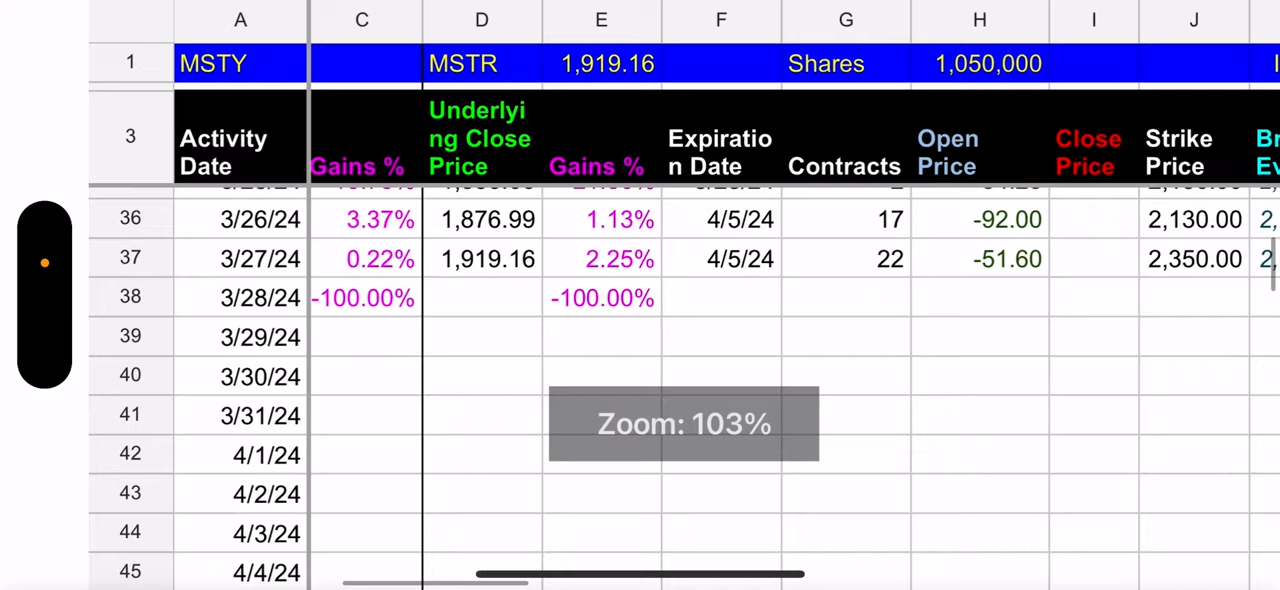 A C D E F G H I J
1 MSTY MSTR 1,919.16 Shares 1,050,000
3 Activity Date Gains % Underlying Close Price Gains % Expiration Date Contracts Open Price Close Price Strike Price Br Ev
36 3/26/24 3.37% 1,876.99 1.13% 4/5/24 17 -92.00 2,130.00 2,
37 3/27/24 0.22% 1,919.16 2.25% 4/5/24 22 -51.60 2,350.00 2,
38 3/28/24 -100.00% -100.00%
39 3/29/24
40 3/30/24
41 3/31/24
Zoom: 103%
42 4/1/24
43 4/2/24
44 4/3/24
45 4/4/24